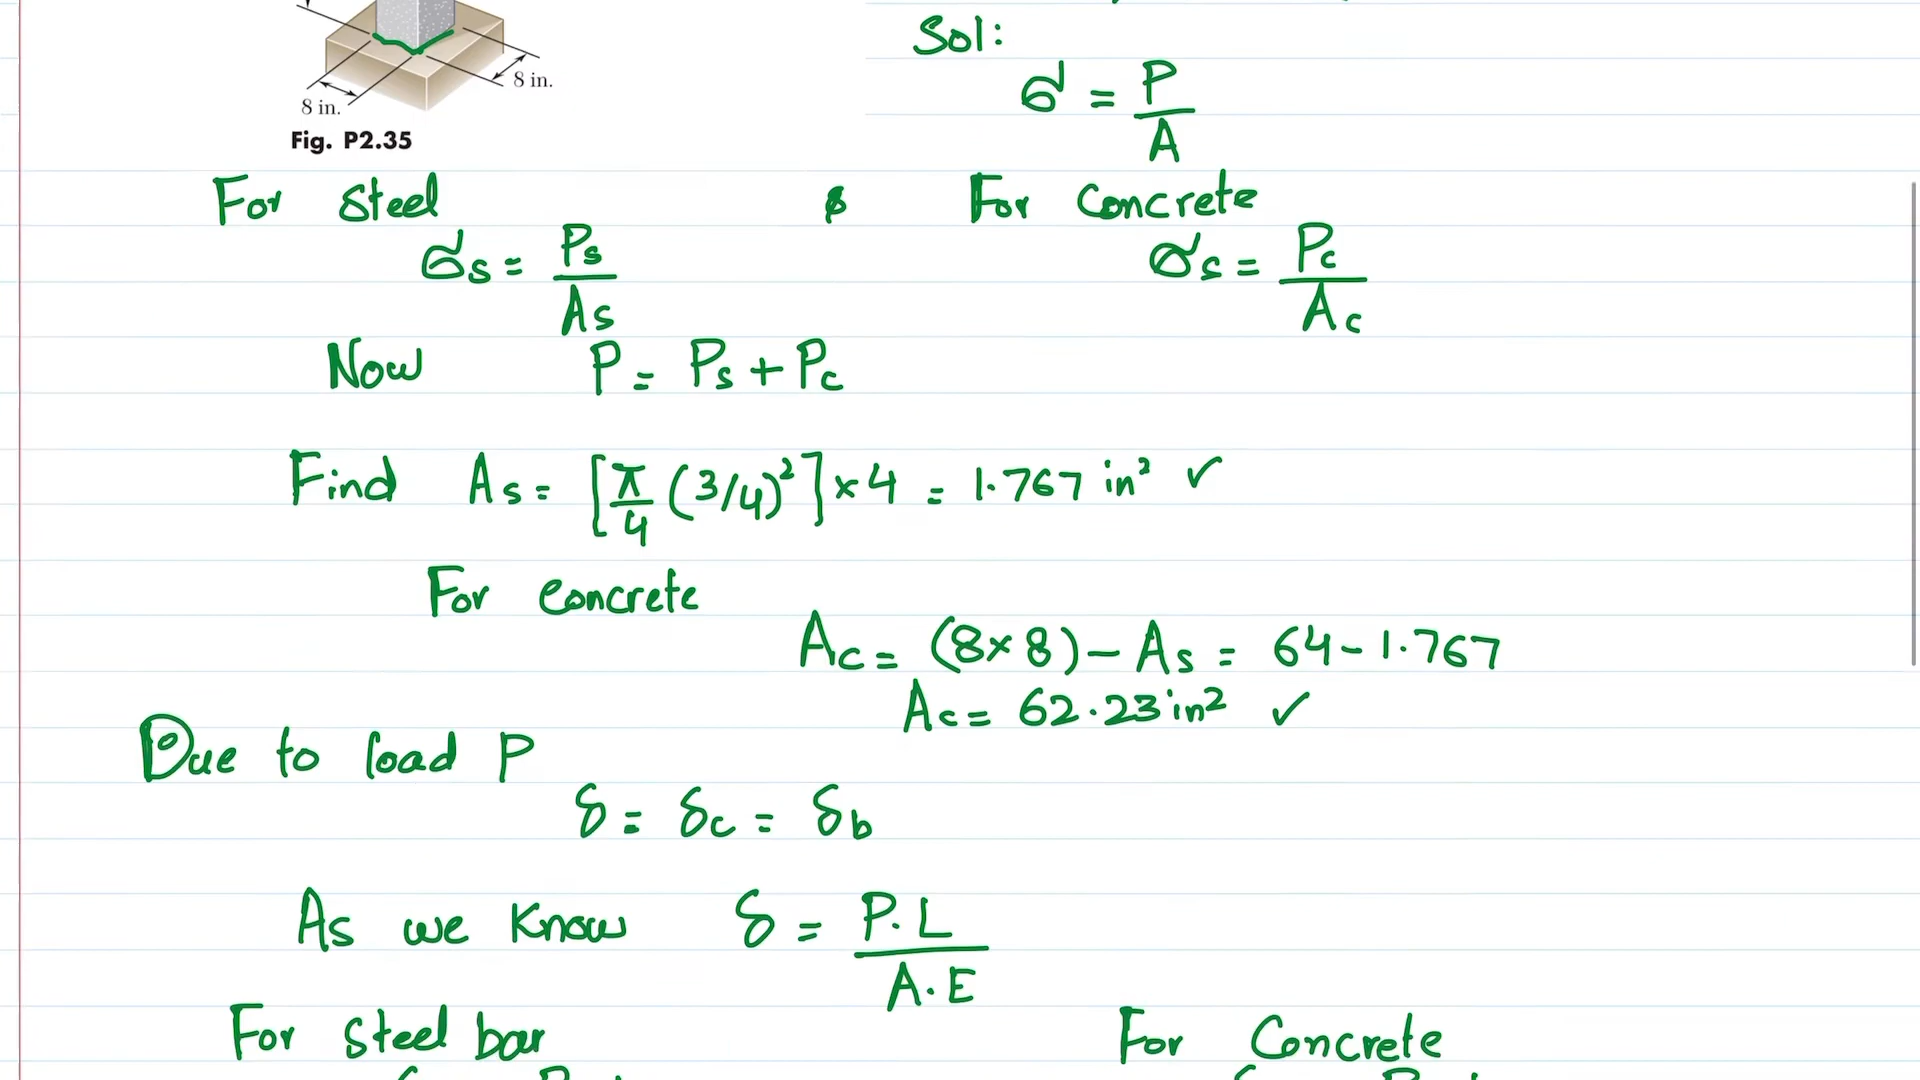 8 in.
8 in.
Fig. P2.35
Sol:
σ = P/A
For Steel & For Concrete
σs = Ps/As
σc = Pc/Ac
Now P = Ps + Pc
Find As = [π/4 (3/4)²] × 4 = 1.767 in² ✓
For concrete
Ac = (8×8) - As = 64 - 1.767
Ac = 62.23 in² ✓
Due to load P
δ = δc = δb
As we know δ = P.L/A.E
For steel bar For Concrete